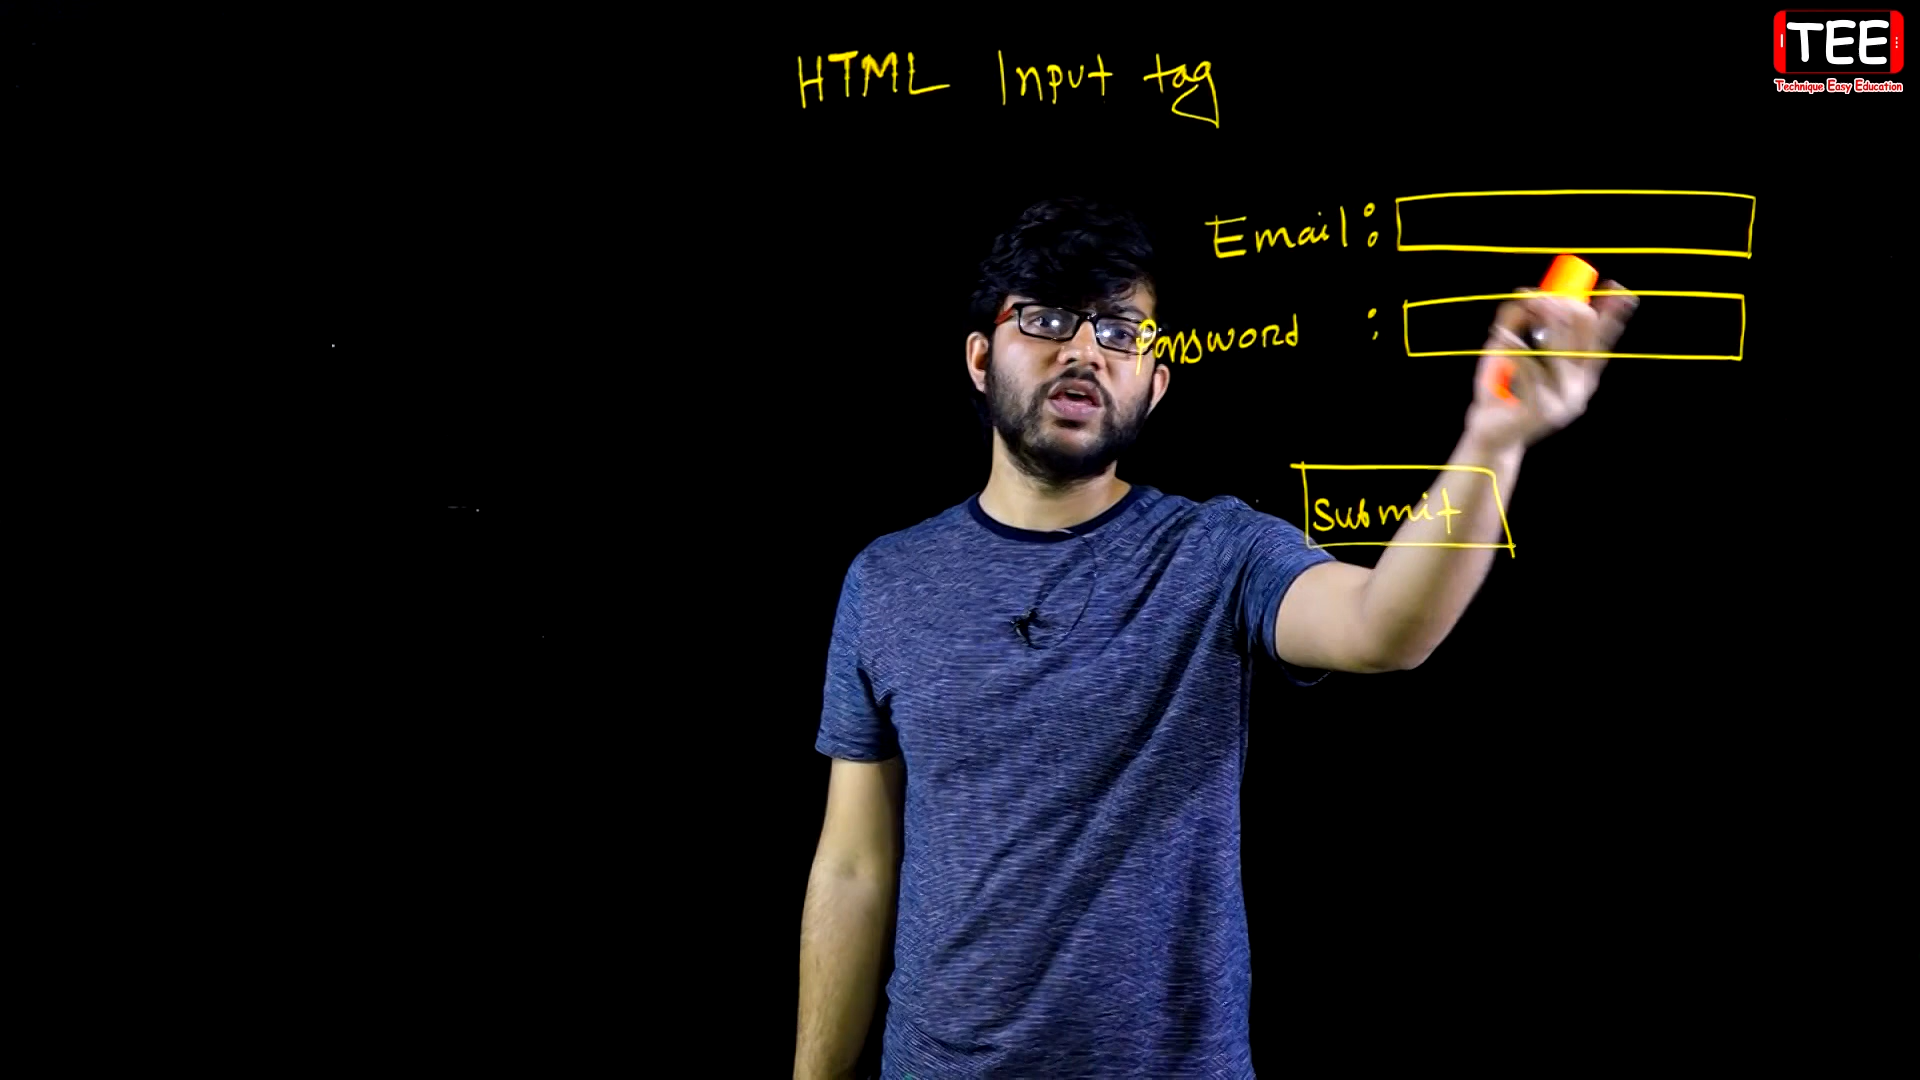 TEE
Technique Easy Education
HTML Input tag
Email :
Password :
Submit